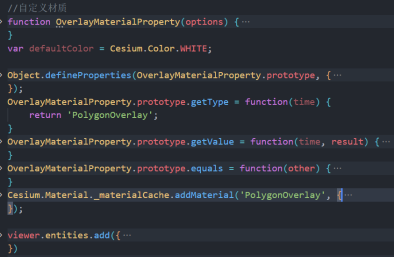 //自定义材质
function OverlayMaterialProperty(options) {…
}
var defaultColor = Cesium.Color.WHITE;
Object.defineProperties(OverlayMaterialProperty.prototype, {…
});
OverlayMaterialProperty.prototype.getType = function(time) {
return 'PolygonOverlay';
}
OverlayMaterialProperty.prototype.getValue = function(time, result) {…
}
OverlayMaterialProperty.prototype.equals = function(other) {…
}
Cesium.Material._materialCache.addMaterial('PolygonOverlay', {…
});
viewer.entities.add({…
})